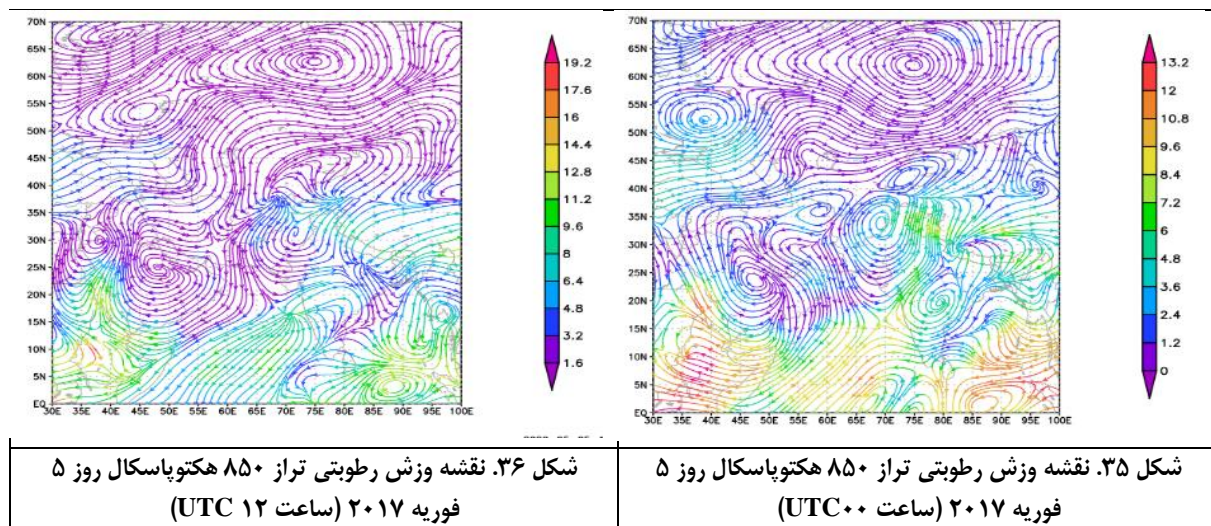 70N
65N
60N
55N
50N
45N
40N
35N
30N
25N
20N
15N
10N
5N
EQ
30E 35E 40E 45E 50E 55E 60E 65E 70E 75E 80E 85E 90E 95E 100E
13.2
12
10.8
9.6
8.4
7.2
6
4.8
3.6
2.4
1.2
0
شکل ۳۵. نقشه وزش رطوبتی تراز ۸۵۰ هکتوپاسکال روز ۵
فوریه ۲۰۱۷ (ساعت UTC۰۰)
70N
65N
60N
55N
50N
45N
40N
35N
30N
25N
20N
15N
10N
5N
EQ
30E 35E 40E 45E 50E 55E 60E 65E 70E 75E 80E 85E 90E 95E 100E
19.2
17.6
16
14.4
12.8
11.2
9.6
8
6.4
4.8
3.2
1.6
شکل ۳۶. نقشه وزش رطوبتی تراز ۸۵۰ هکتوپاسکال روز ۵
فوریه ۲۰۱۷ (ساعت ۱۲ UTC)